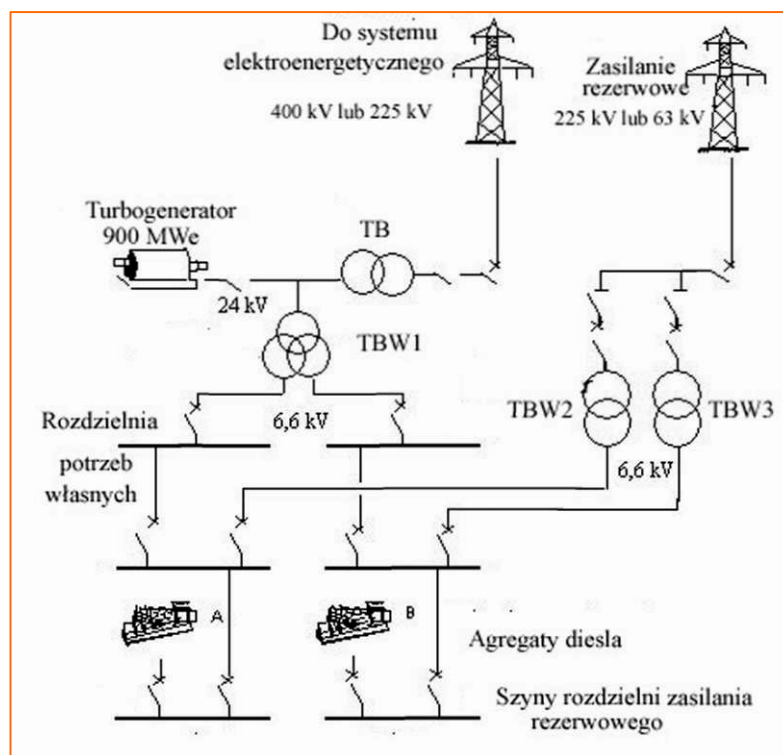 Do systemu
elektroenergetycznego
400 kV lub 225 kV
Zasilanie
rezerwowe
225 kV lub 63 kV
Turbogenerator
900 MWe
TB
24 kV
TBW1
TBW2
TBW3
Rozdzielnia
6,6 kV
potrzeb
własnych
6,6 kV
A
B
Agregaty diesla
Szyny rozdzielni zasilania
rezerwowego